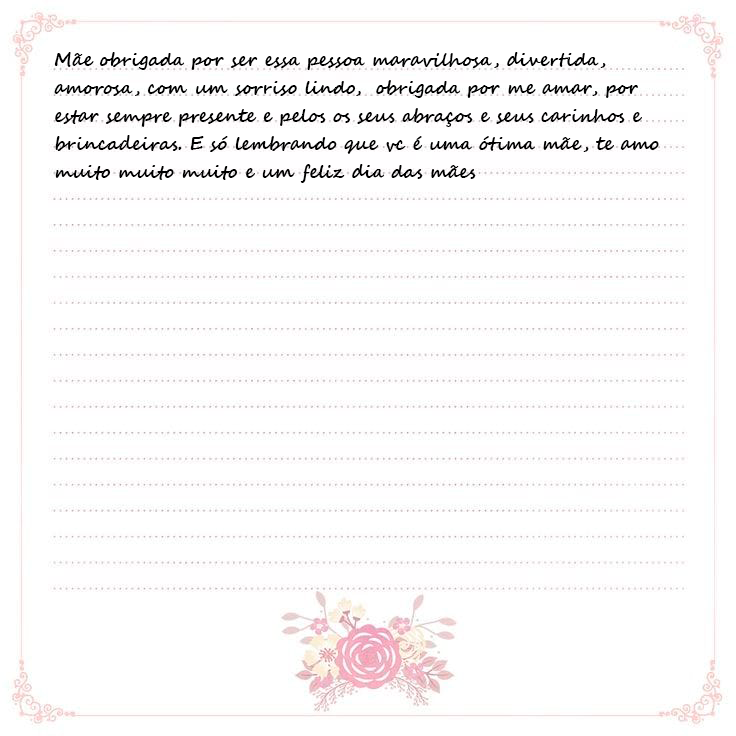 Mãe obrigada por ser essa pessoa maravilhosa, divertida,
amorosa, com um sorriso lindo, obrigada por me amar, por
estar sempre presente e pelos os seus abraços e seus carinhos e
brincadeiras. E só lembrando que vc é uma ótima mãe, te amo
muito muito muito e um feliz dia das mães